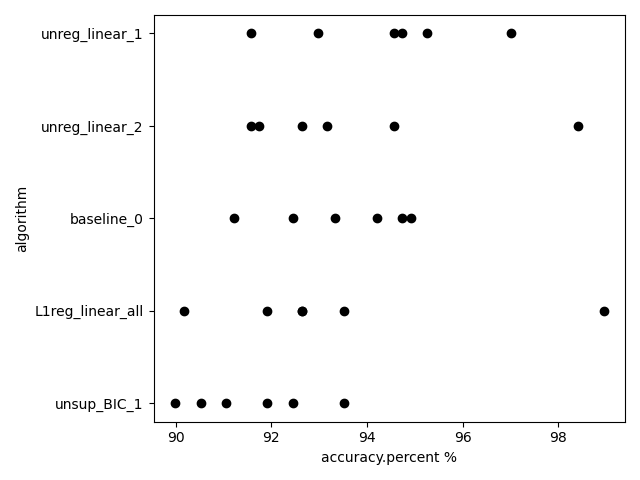 unreg_linear_1
unreg_linear_2
baseline_0
L1reg_linear_all
unsup_BIC_1
algorithm
90 92 94 96 98
accuracy.percent %